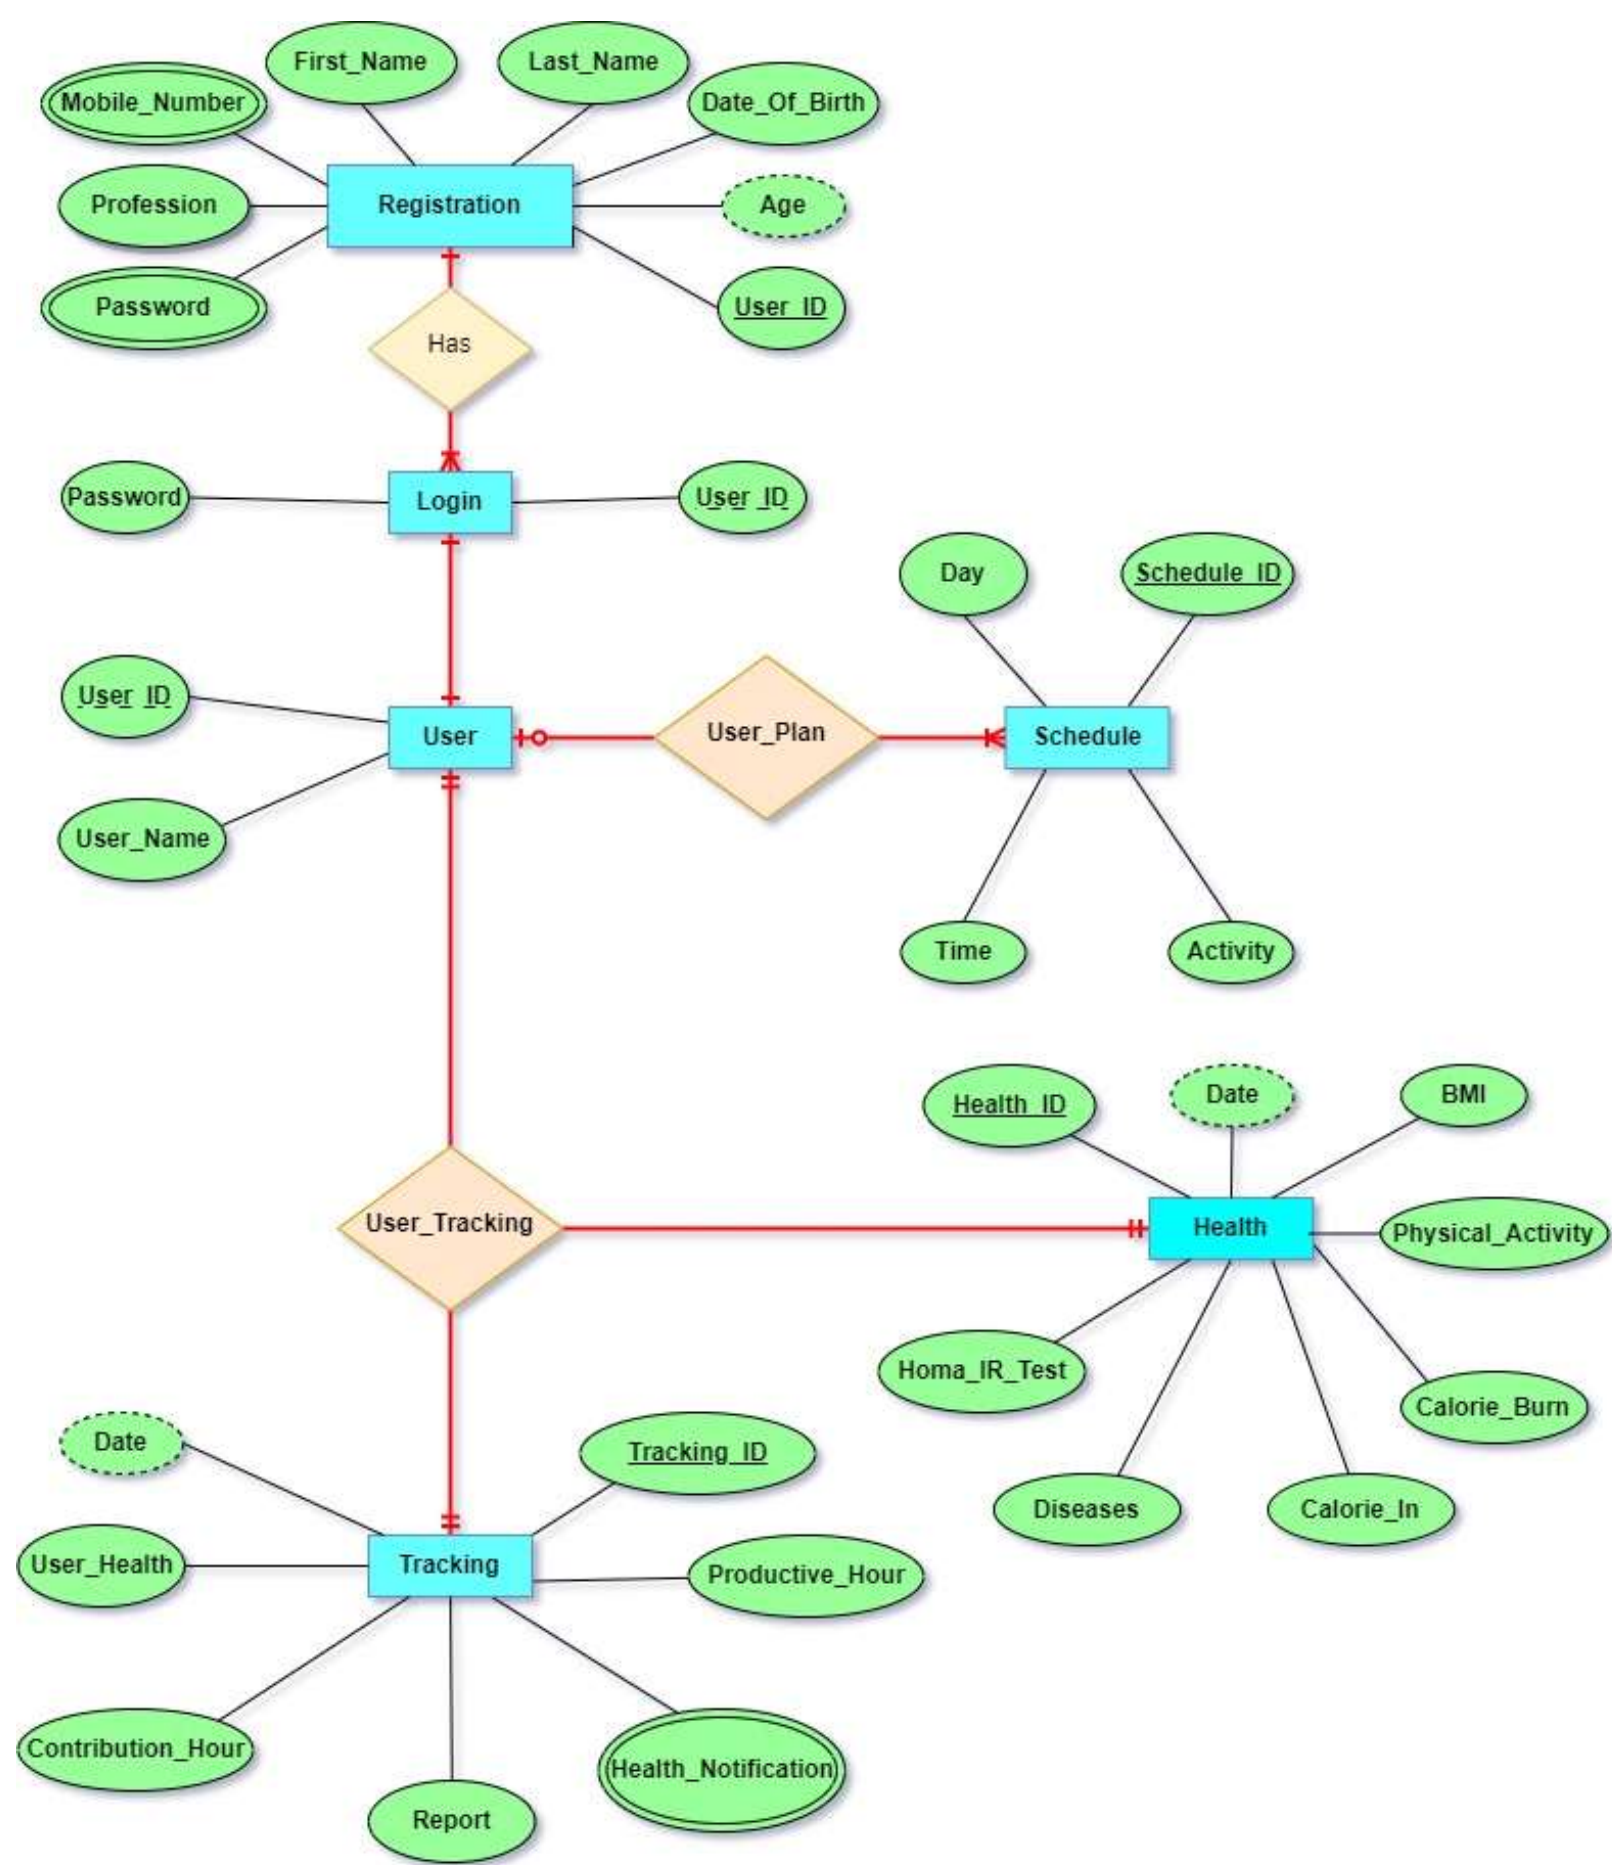 First_Name
Last_Name
Mobile_Number
Date_Of_Birth
Profession
Registration
Age
Password
User_ID
Has
Password
Login
User_ID
Day
Schedule_ID
User_ID
User
User_Plan
Schedule
User_Name
Time
Activity
Health_ID
Date
BMI
User_Tracking
Health
Physical_Activity
Homa_IR_Test
Calorie_Burn
Date
Tracking_ID
Diseases
Calorie_In
User_Health
Tracking
Productive_Hour
Contribution_Hour
Health_Notification
Report